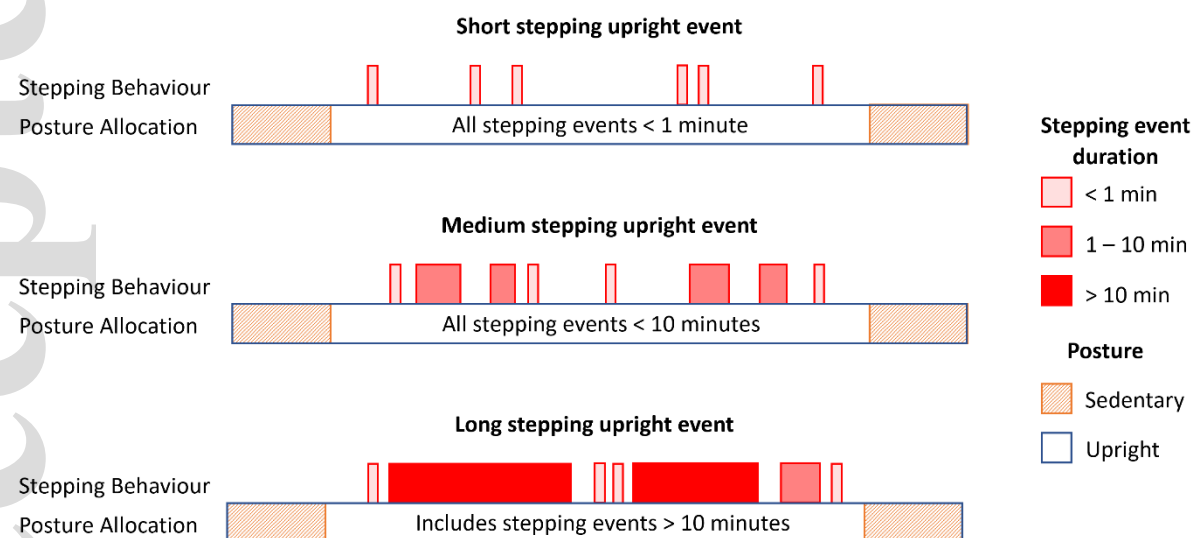 Short stepping upright event
Stepping Behaviour
Posture Allocation
All stepping events < 1 minute
Medium stepping upright event
Stepping Behaviour
Posture Allocation
All stepping events < 10 minutes
Long stepping upright event
Stepping Behaviour
Posture Allocation
Includes stepping events > 10 minutes
Stepping event
duration
< 1 min
1 – 10 min
> 10 min
Posture
Sedentary
Upright